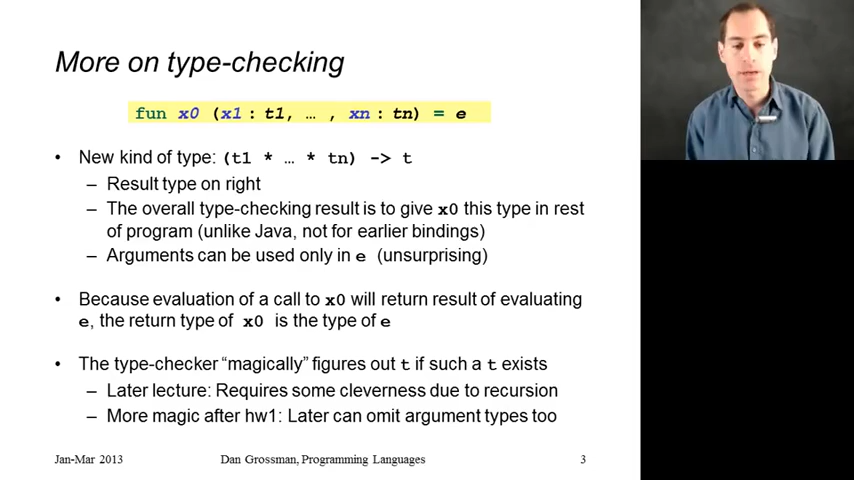 More on type-checking
fun x0 (x1 : t1, … , xn : tn) = e
• New kind of type: (t1 * … * tn) -> t
– Result type on right
– The overall type-checking result is to give x0 this type in rest
of program (unlike Java, not for earlier bindings)
– Arguments can be used only in e (unsurprising)
• Because evaluation of a call to x0 will return result of evaluating
e, the return type of x0 is the type of e
• The type-checker “magically” figures out t if such a t exists
– Later lecture: Requires some cleverness due to recursion
– More magic after hw1: Later can omit argument types too
Jan-Mar 2013 Dan Grossman, Programming Languages 3